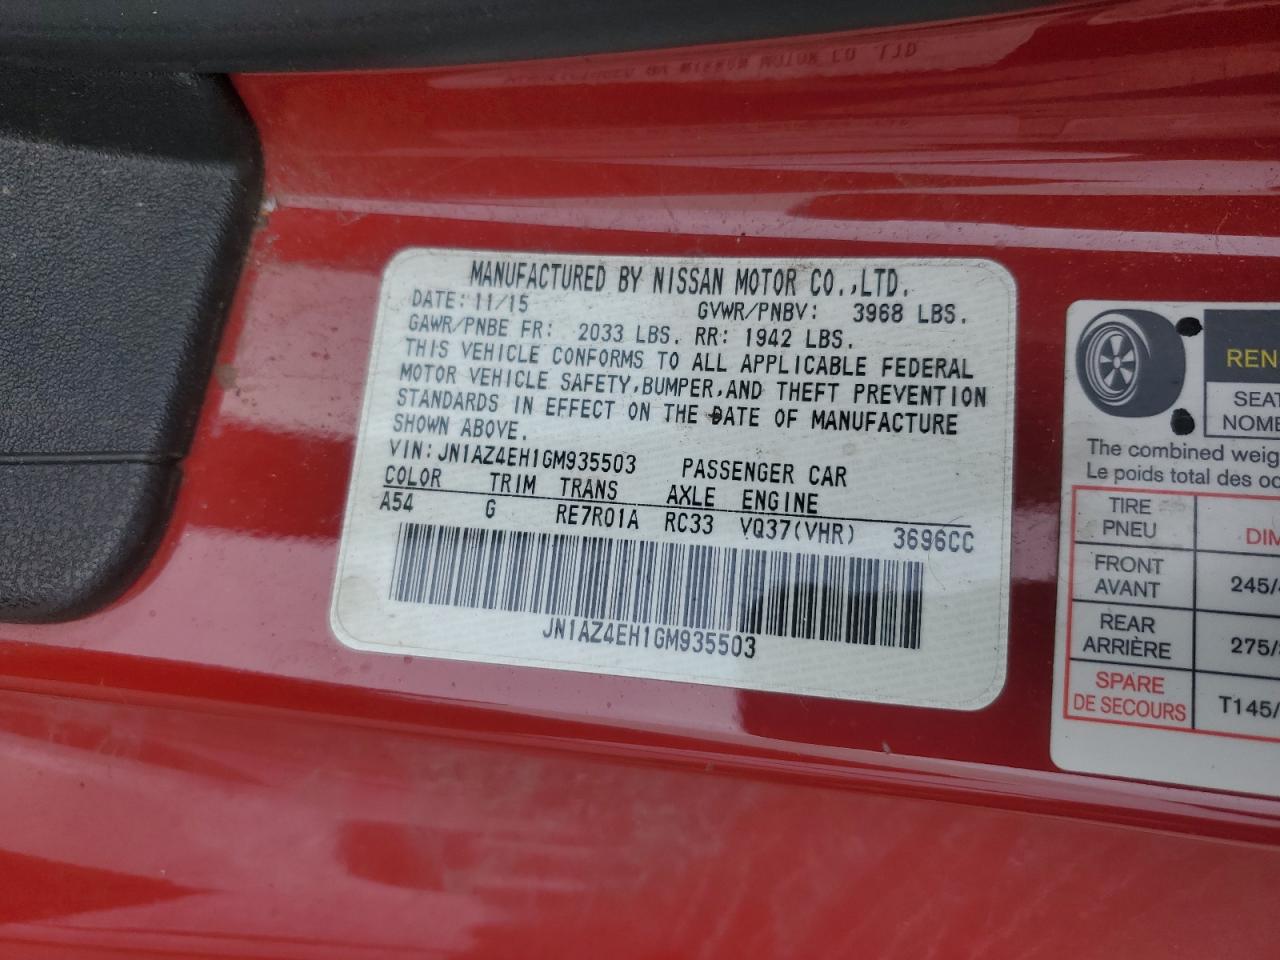 MANUFACTURED BY NISSAN MOTOR CO.,LTD.
DATE:11/15 GVWR/PNBV: 3968 LBS.
GAWR/PNBE FR: 2033 LBS. RR: 1942 LBS.
THIS VEHICLE CONFORMS TO ALL APPLICABLE FEDERAL
MOTOR VEHICLE SAFETY,BUMPER,AND THEFT PREVENTION
STANDARDS IN EFFECT ON THE DATE OF MANUFACTURE
SHOWN ABOVE.
VIN:JN1AZ4EH1GM935503 PASSENGER CAR
COLOR TRIM TRANS AXLE ENGINE
A54 G RE7R01A RC33 VQ37(VHR) 3696CC
JN1AZ4EH1GM935503
REN
SEAT
NOMB
The combined weig
Le poids total des oc
TIRE
PNEU
DIM
FRONT
AVANT
245/
REAR
ARRIÈRE
275/
SPARE
DE SECOURS
T145/